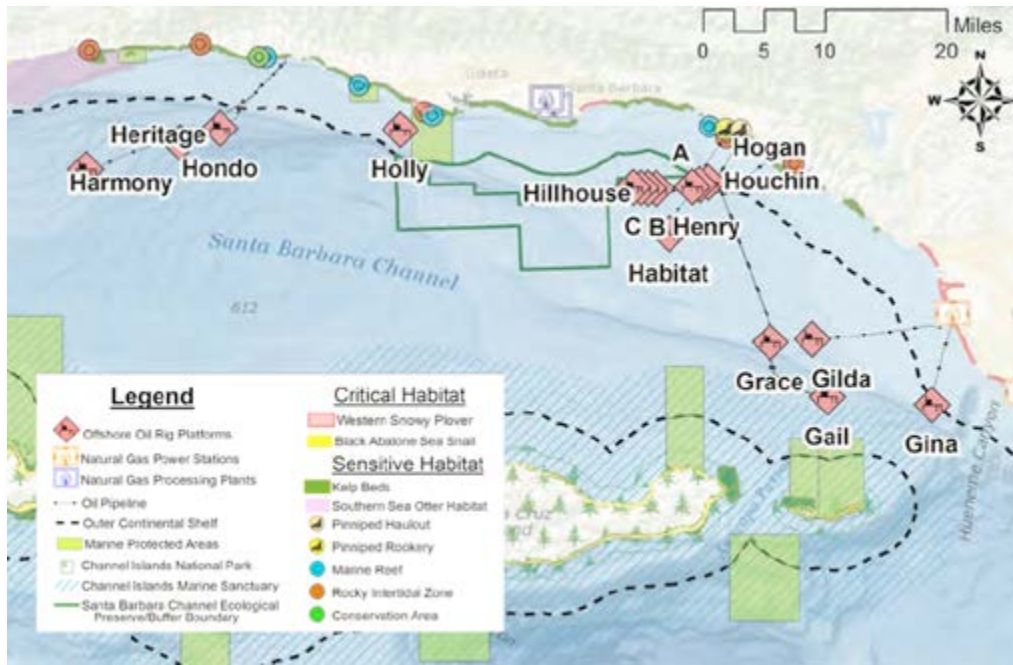 Miles
0 5 10 20
N
W E
S
Goleta
Santa Barbara
Heritage
Hondo
Harmony
Holly
A
Hogan
Houchin
Hillhouse
C B Henry
Habitat
Santa Barbara
Channel
612
Grace Gilda
Gail
Gina
Hueneme Canyon
Legend
Offshore Oil Rig Platforms
Natural Gas Power Stations
Natural Gas Processing Plants
Oil Pipeline
Outer Continental Shelf
Marine Protected Areas
Channel Islands National Park
Channel Islands Marine Sanctuary
Santa Barbara Channel Ecological
Preserve/Buffer Boundary
Critical Habitat
Western Snowy Plover
Black Abalone Sea Snail
Sensitive Habitat
Kelp Beds
Southern Sea Otter Habitat
Pinniped Haulout
Pinniped Rookery
Marine Reef
Rocky Intertidal Zone
Conservation Area